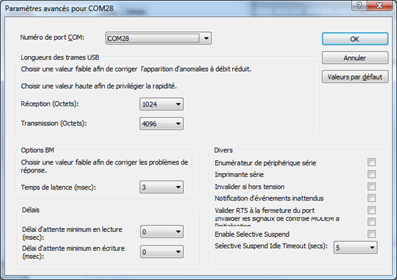 Paramètres avancés pour COM28
Numéro de port COM:
COM28
OK
Annuler
Valeurs par défaut
Longueurs des trames USB
Choisir une valeur faible afin de corriger l'apparition d'anomalies à débit réduit.
Choisir une valeur haute afin de privilégier la rapidité.
Réception (Octets):
1024
Transmission (Octets):
4096
Options BM
Choisir une valeur faible afin de corriger les problèmes de
réponse.
Temps de latence (msec):
3
Délais
Délai d'attente minimum en lecture
(msec):
0
Délai d'attente minimum en écriture
(msec):
0
Divers
Enumérateur de périphérique série
Imprimante série
Invalider si hors tension
Notification d'événements inattendus
Valider RTS à la fermeture du port
Invalider les signaux de contrôle MODEM à
l'initialisation
Enable Selective Suspend
Selective Suspend Idle Timeout (secs):
5